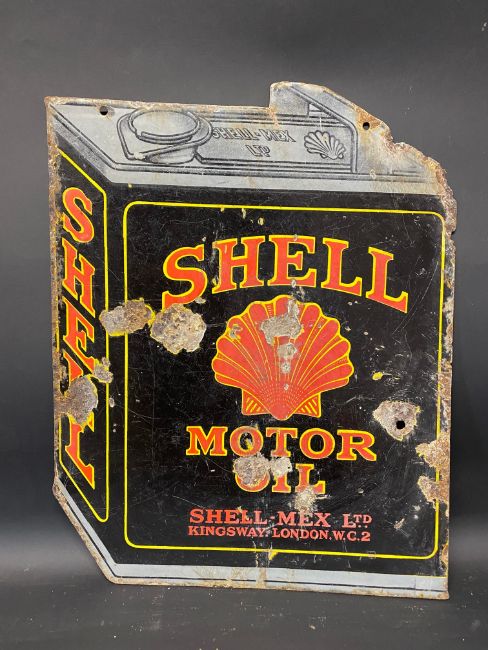 SHELL-MEX
LTD
SHELL
SHELL
MOTOR
OIL
SHELL-MEX LTD
KINGSWAY. LONDON. W.C.2